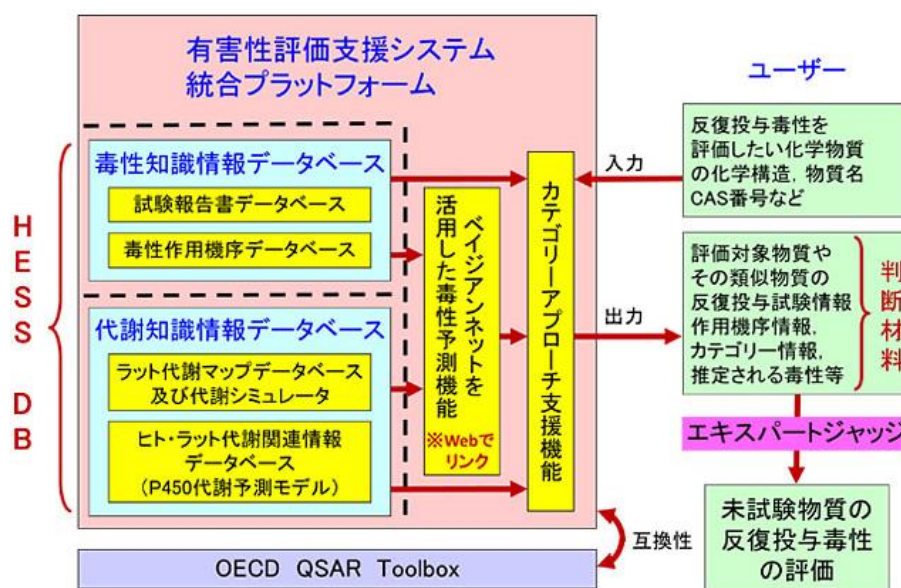 有害性評価支援システム
統合プラットフォーム
HESS DB
毒性知識情報データベース
試験報告書データベース
毒性作用機序データベース
代謝知識情報データベース
ラット代謝マップデータベース
及び代謝シミュレータ
ヒト・ラット代謝関連情報
データベース
（P450代謝予測モデル）
ベイジアンネットを
活用した毒性予測機能
※Webで
リンク
カテゴリーアプローチ支援機能
OECD QSAR Toolbox
互換性
入力
出力
ユーザー
反復投与毒性を
評価したい化学物質
の化学構造，物質名
CAS番号など
評価対象物質や
その類似物質の
反復投与試験情報
作用機序情報，
カテゴリー情報，
推定される毒性等
判断材料
エキスパートジャッジ
未試験物質の
反復投与毒性
の評価